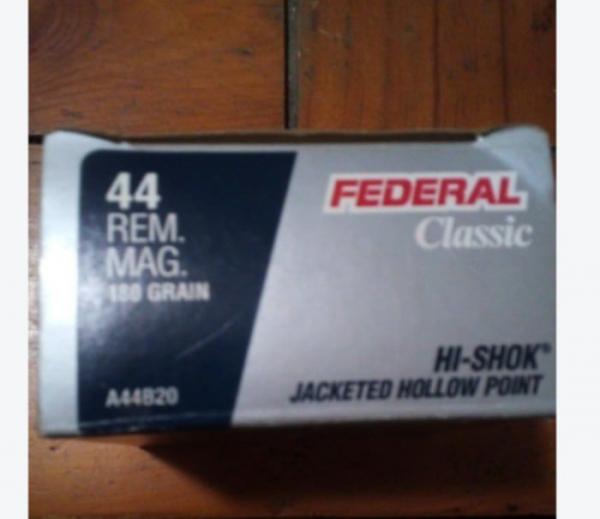 44
REM.
MAG.
180 GRAIN
A44B20
FEDERAL
Classic
HI-SHOK®
JACKETED HOLLOW POINT